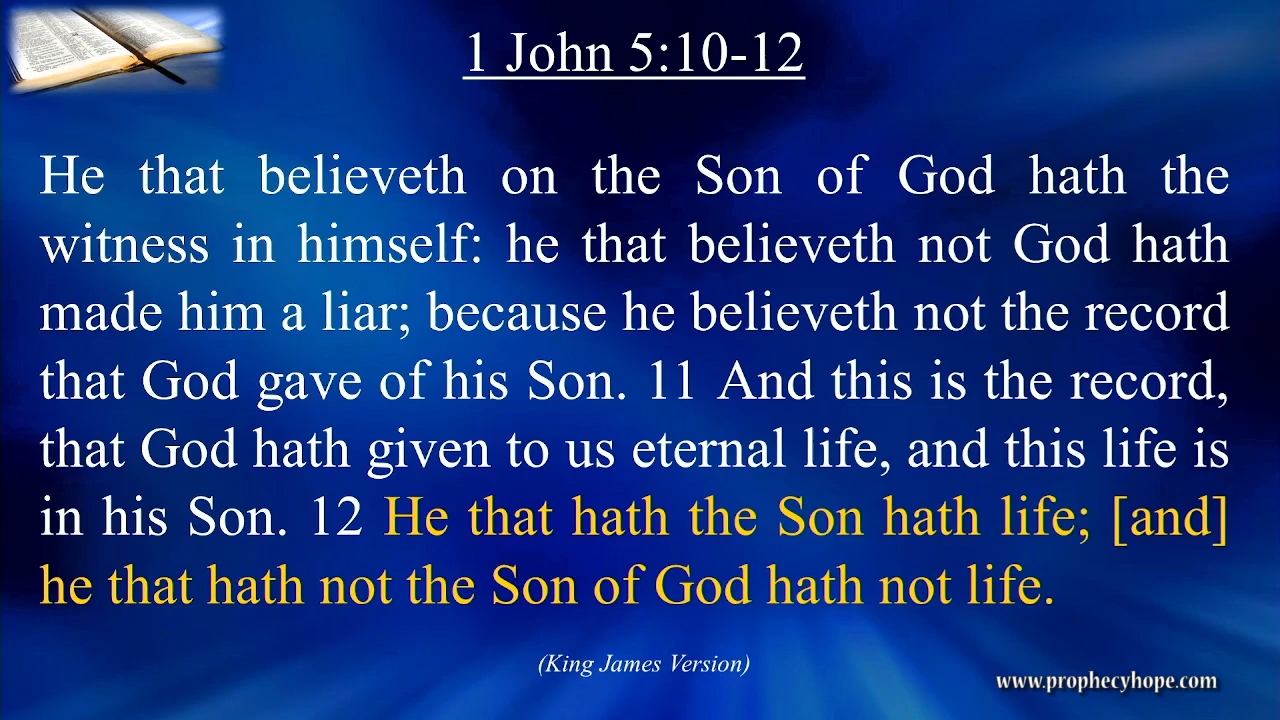 1 John 5:10-12
He that believeth on the Son of God hath the
witness in himself: he that believeth not God hath
made him a liar; because he believeth not the record
that God gave of his Son. 11 And this is the record,
that God hath given to us eternal life, and this life is
in his Son. 12 He that hath the Son hath life; [and]
he that hath not the Son of God hath not life.
(King James Version)
www.prophecyhope.com